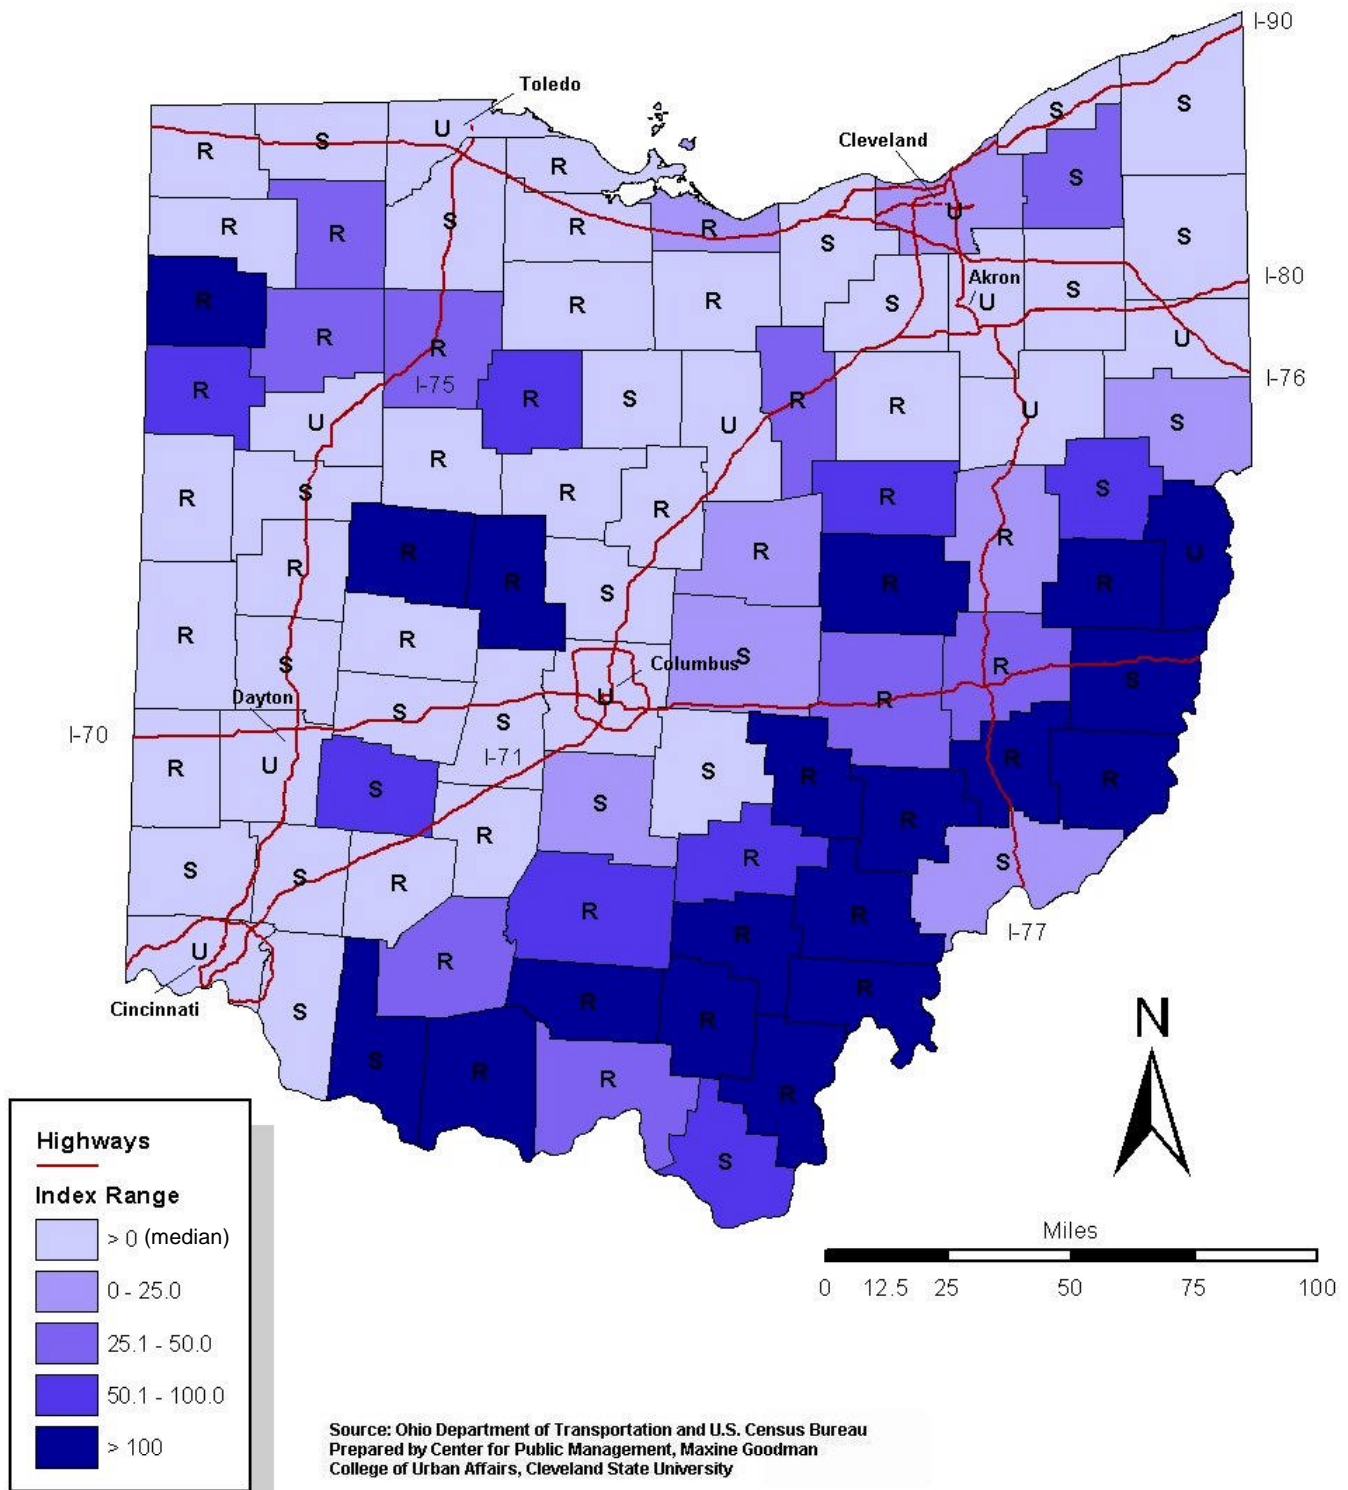 I-90
Toledo
S
S
U
Cleveland
S
R
R
S
R
U
R
R
S
R
R
S
S
R
I-80
Akron
S
R
R
R
S
U
R
U
R
I-75
I-76
R
R
S
R
R
U
U
U
S
R
R
S
R
R
R
S
R
R
U
R
R
R
R
R
S
R
R
R
S
S
Columbus
R
S
Dayton
U
R
S
S
I-70
I-71
R
R
U
S
R
R
S
S
R
R
R
S
S
S
R
R
R
R
I-77
U
R
R
Cincinnati
R
R
S
R
N
S
R
R
R
S
Highways
Index Range
> 0 (median)
0 - 25.0
25.1 - 50.0
50.1 - 100.0
> 100
Miles
0 12.5 25 50 75 100
Source: Ohio Department of Transportation and U.S. Census Bureau
Prepared by Center for Public Management, Maxine Goodman
College of Urban Affairs, Cleveland State University